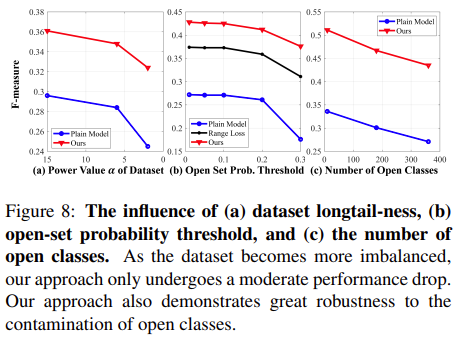 0.38
0.36
0.34
0.32
0.3
0.28
0.26
0.24
F-measure
15 10 5 0
Plain Model
Ours
(a) Power Value α of Dataset
0.45
0.4
0.35
0.3
0.25
0.2
0.15
0 0.1 0.2 0.3
Plain Model
Range Loss
Ours
(b) Open Set Prob. Threshold
0.55
0.5
0.45
0.4
0.35
0.3
0.25
0 100 200 300 400
Plain Model
Ours
(c) Number of Open Classes
Figure 8: The influence of (a) dataset longtail-ness, (b)
open-set probability threshold, and (c) the number of
open classes. As the dataset becomes more imbalanced,
our approach only undergoes a moderate performance drop.
Our approach also demonstrates great robustness to the
contamination of open classes.